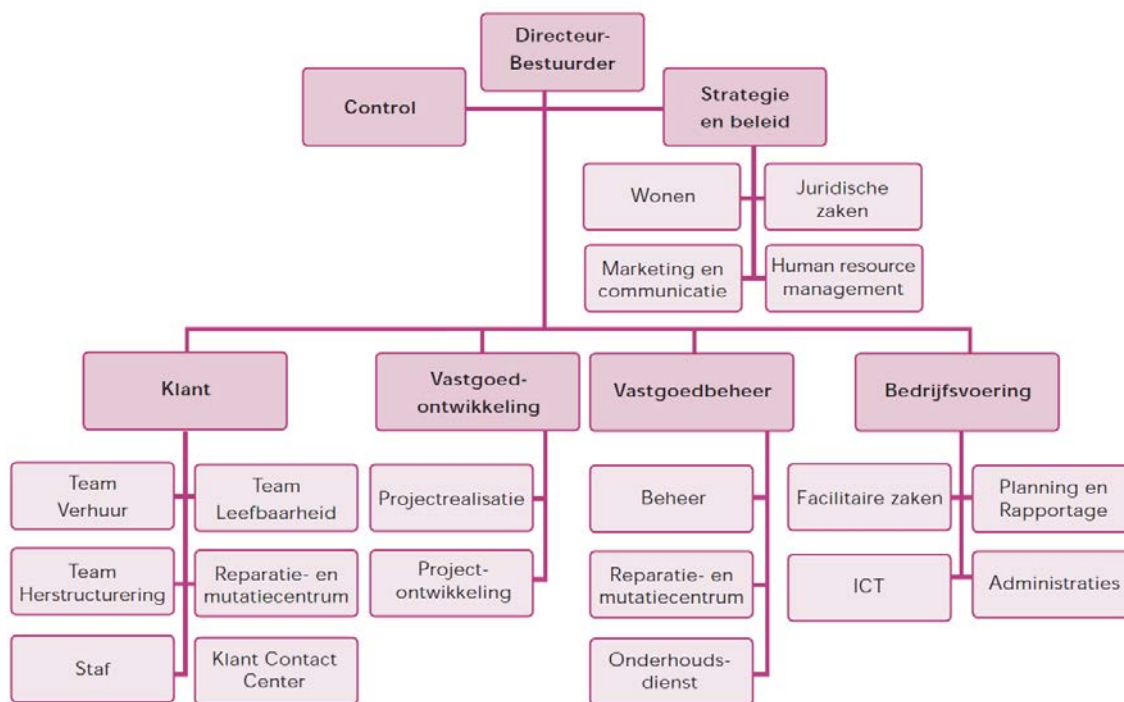 Directeur-
Bestuurder
Control
Strategie
en beleid
Wonen
Juridische
zaken
Marketing en
communicatie
Human resource
management
Klant
Vastgoed-
ontwikkeling
Vastgoedbeheer
Bedrijfsvoering
Team
Verhuur
Team
Leefbaarheid
Projectrealisatie
Beheer
Facilitaire zaken
Planning en
Rapportage
Team
Herstructurering
Reparatie- en
mutatiecentrum
Project-
ontwikkeling
Reparatie- en
mutatiecentrum
ICT
Administraties
Staf
Klant Contact
Center
Onderhouds-
dienst